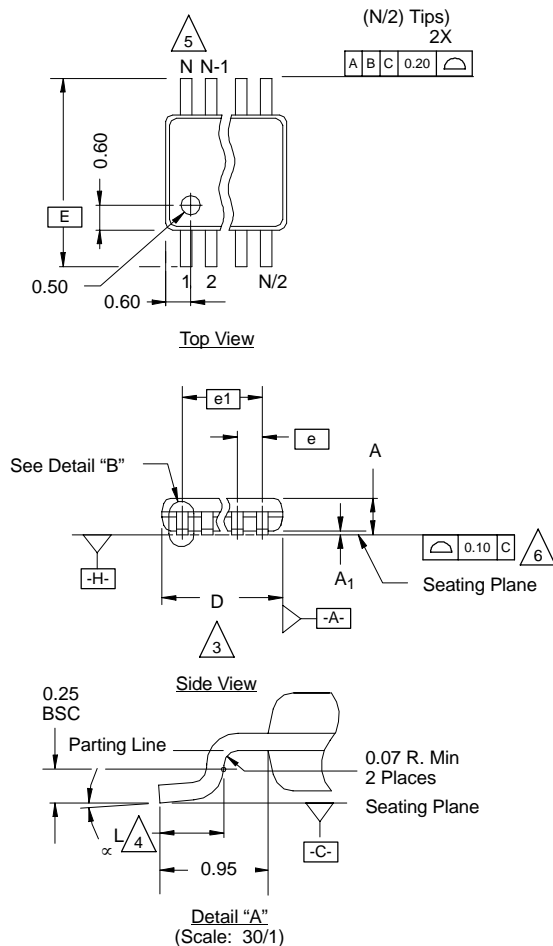 (N/2) Tips)
2X
5
A B C 0.20
N N-1
0.60
E
0.50
1 2 N/2
0.60
Top View
e1
e
See Detail “B”
A
0.10 C
6
-H-
A1
Seating Plane
D
-A-
3
Side View
0.25
BSC
Parting Line
0.07 R. Min
2 Places
Seating Plane
L 4
∝
-C-
0.95
Detail “A”
(Scale: 30/1)